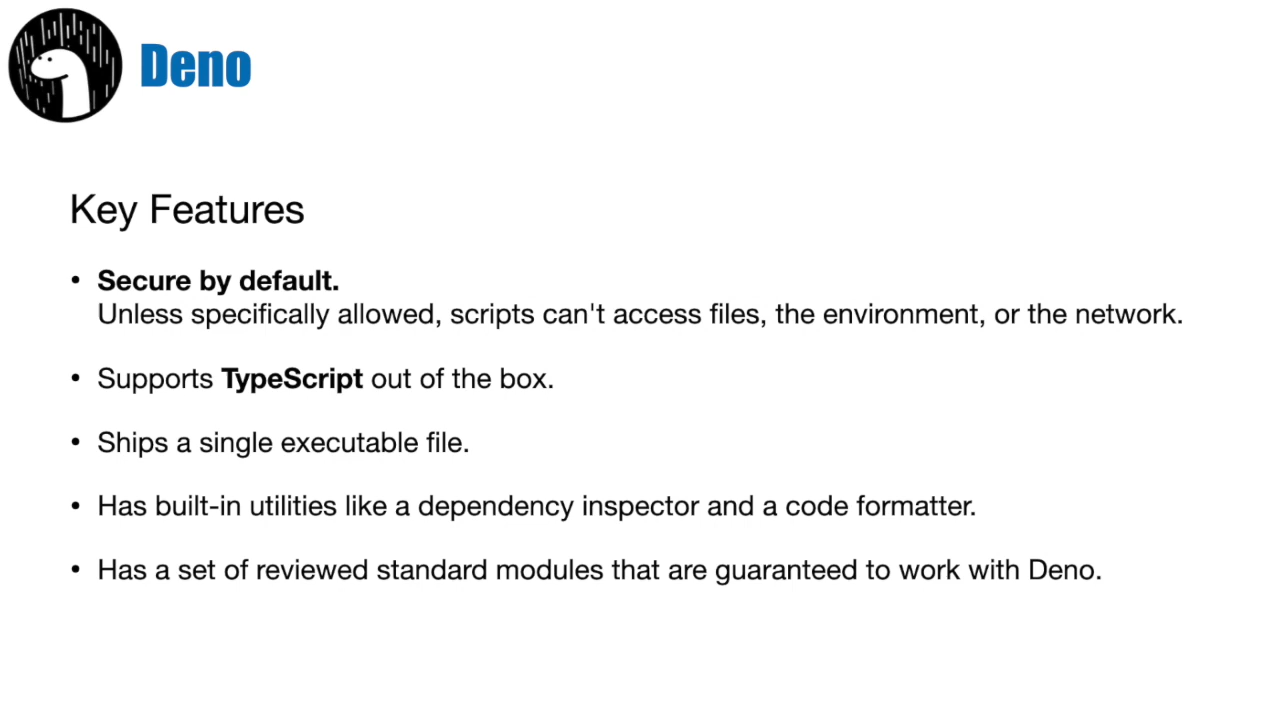 Deno
Key Features
• Secure by default.
Unless specifically allowed, scripts can't access files, the environment, or the network.
• Supports TypeScript out of the box.
• Ships a single executable file.
• Has built-in utilities like a dependency inspector and a code formatter.
• Has a set of reviewed standard modules that are guaranteed to work with Deno.